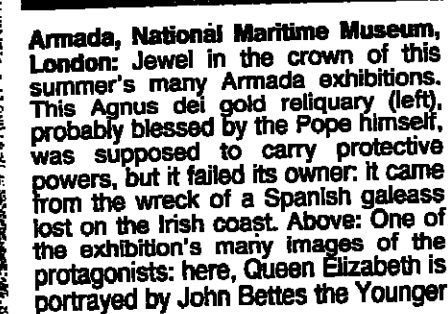 Armada, National Maritime Museum,
London: Jewel in the crown of this
summer's many Armada exhibitions.
This Agnus dei gold reliquary (left),
probably blessed by the Pope himself,
was supposed to carry protective
powers, but it failed its owner: it came
from the wreck of a Spanish galeass
lost on the Irish coast. Above: One of
the exhibition's many images of the
protagonists: here, Queen Elizabeth is
portrayed by John Bettes the Younger